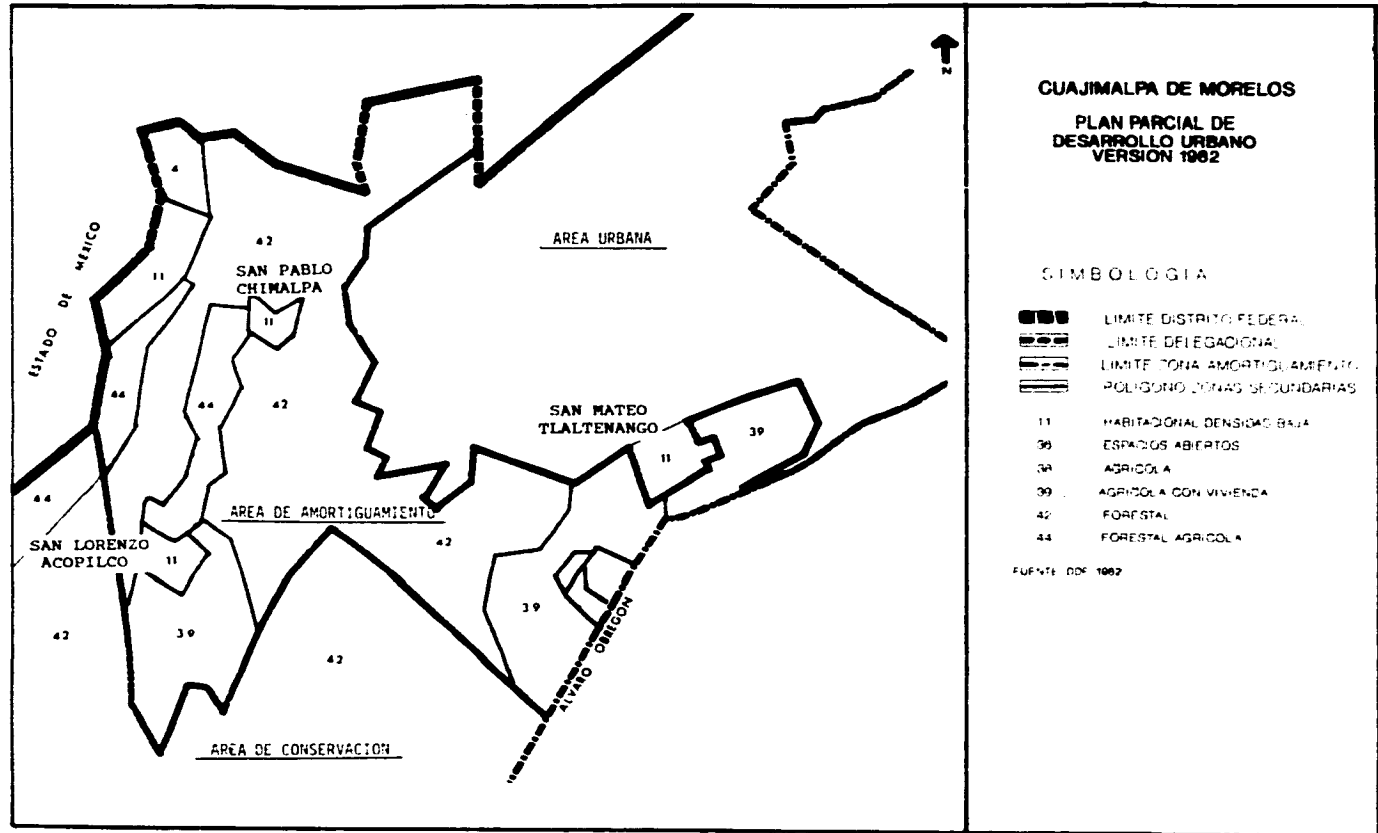 N
4
ESTADO DE MEXICO
11
42
SAN PABLO
CHIMALPA
11
AREA URBANA
44
44
42
SAN MATEO
TLALTENANGO
39
11
44
AREA DE AMORTIGUAMIENTO
42
SAN LORENZO
ACOPILCO
11
39
42
39
42
ALVARO OBREGON
AREA DE CONSERVACION
CUAJIMALPA DE MORELOS
PLAN PARCIAL DE
DESARROLLO URBANO
VERSION 1982
SIMBOLOGIA
LIMITE DISTRITO FEDERAL
LIMITE DELEGACIONAL
LIMITE ZONA AMORTIGUAMIENTO
POLIGONO ZONAS SECUNDARIAS
11 HABITACIONAL DENSIDAD BAJA
36 ESPACIOS ABIERTOS
38 AGRICOLA
39 AGRICOLA CON VIVIENDA
42 FORESTAL
44 FORESTAL AGRICOLA
FUENTE DDF 1982